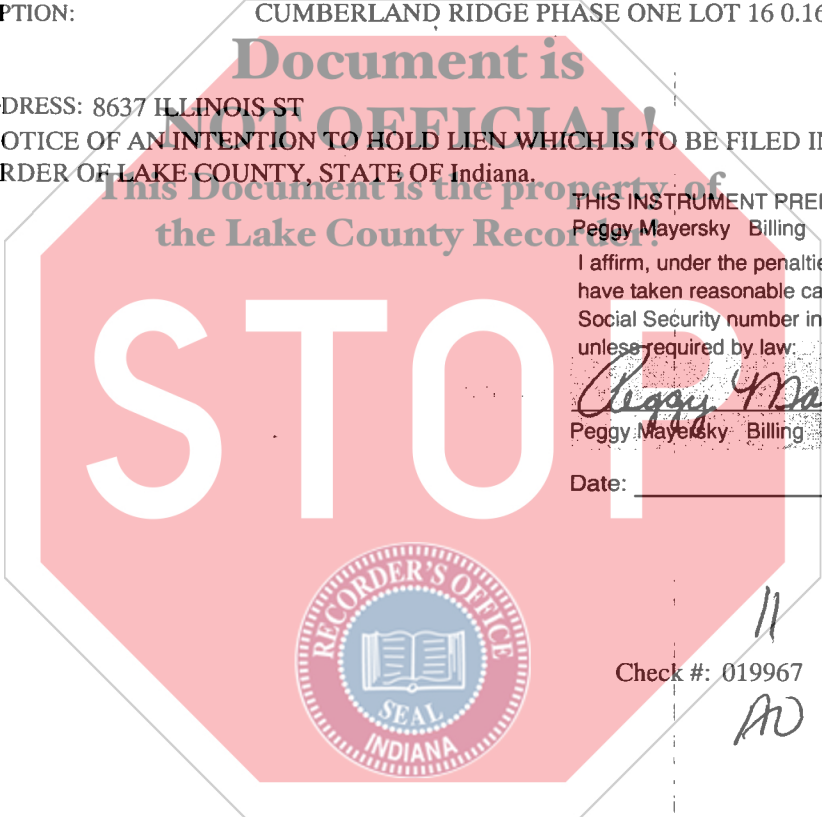 PTION: CUMBERLAND RIDGE PHASE ONE LOT 16 0.16
Document is
DRESS: 8637 ILLINOIS ST
NOT OFFICIAL!
OTICE OF AN INTENTION TO HOLD LIEN WHICH IS TO BE FILED IN
RDER OF LAKE COUNTY, STATE OF Indiana.
This Document is the property of
the Lake County Recorder!
THIS INSTRUMENT PREP
Peggy Mayersky Billing
I affirm, under the penaltie
have taken reasonable ca
Social Security number in
unless required by law:
Peggy Ma
Peggy Mayersky Billing
Date:
STOP
RECORDER'S OFFICE
SEAL
INDIANA
11
Check #: 019967
AO